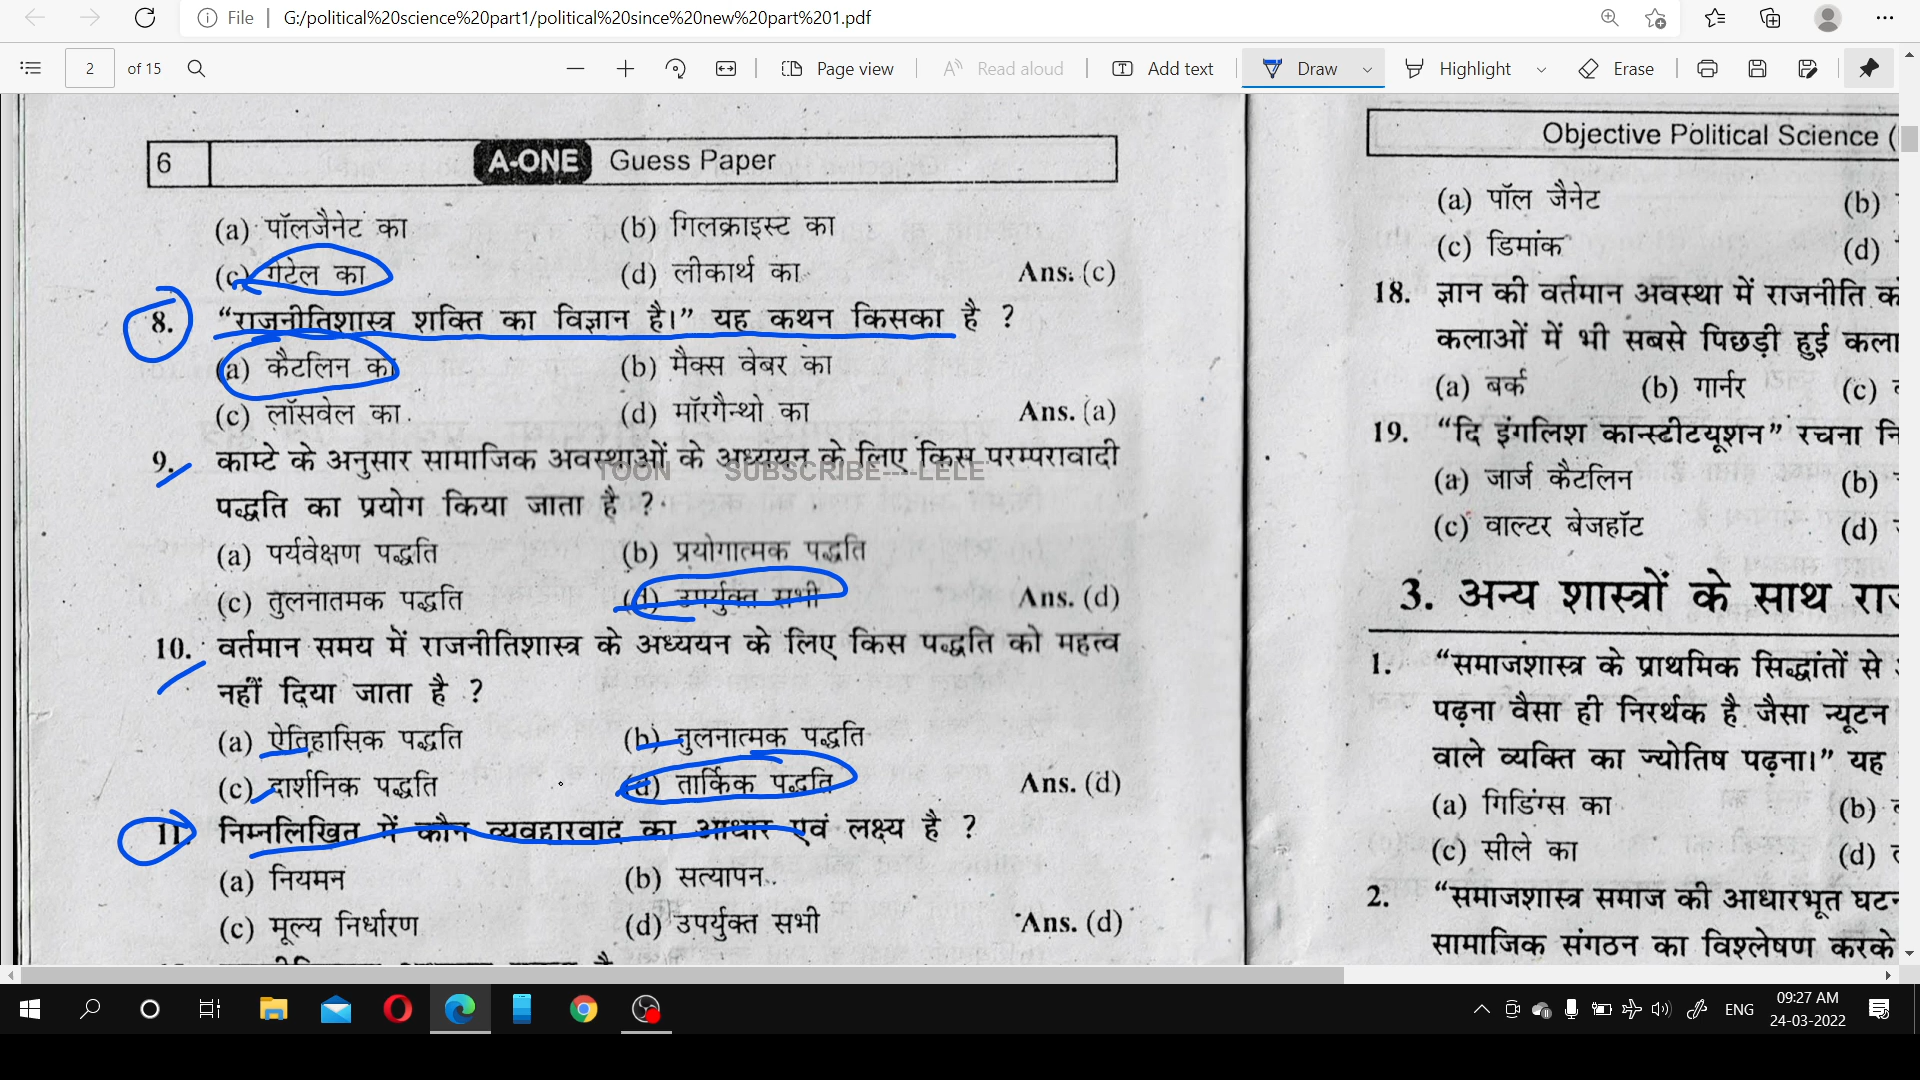 File G:/political%20science%20part1/political%20since%20new%20part%201.pdf
2 of 15 Page view Read aloud Add text Draw Highlight Erase
6 A-ONE Guess Paper
(a) पॉलजैनेट का (b) गिलक्राइस्ट का
(c) गेटेल का (d) लीकार्थ का Ans. (c)
8. “राजनीतिशास्त्र शक्ति का विज्ञान है।” यह कथन किसका है ?
(a) कैटलिन का (b) मैक्स वेबर का
(c) लॉसवेल का (d) मॉरगैन्थो का Ans. (a)
9. काम्टे के अनुसार सामाजिक अवस्थाओं के अध्ययन के लिए किस परम्परावादी
TOON SUBSCRIBE----LELE
पद्धति का प्रयोग किया जाता है ?
(a) पर्यवेक्षण पद्धति (b) प्रयोगात्मक पद्धति
(c) तुलनातमक पद्धति (d) उपर्युक्त सभी Ans. (d)
10. वर्तमान समय में राजनीतिशास्त्र के अध्ययन के लिए किस पद्धति को महत्व
नहीं दिया जाता है ?
(a) ऐतिहासिक पद्धति (b) तुलनात्मक पद्धति
(c) दार्शनिक पद्धति (d) तार्किक पद्धति Ans. (d)
11. निम्नलिखित में कौन व्यवहारवाद का आधार एवं लक्ष्य है ?
(a) नियमन (b) सत्यापन
(c) मूल्य निर्धारण (d) उपर्युक्त सभी Ans. (d)
Objective Political Science (
(a) पॉल जैनेट (b)
(c) डिमांक (d)
18. ज्ञान की वर्तमान अवस्था में राजनीति को
कलाओं में भी सबसे पिछड़ी हुई कला
(a) बर्क (b) गार्नर (c)
19. “दि इंगलिश कान्स्टीटयूशन” रचना
(a) जार्ज कैटलिन (b)
(c) वाल्टर बेजहॉट (d)
3. अन्य शास्त्रों के साथ
1. “समाजशास्त्र के प्राथमिक सिद्धांतों से
पढ़ना वैसा ही निरर्थक है जैसा न्यूटन
वाले व्यक्ति का ज्योतिष पढ़ना।” यह
(a) गिडिंग्स का (b)
(c) सीले का (d)
2. “समाजशास्त्र समाज की आधारभूत
सामाजिक संगठन का विश्लेषण करके
ENG 09:27 AM
24-03-2022